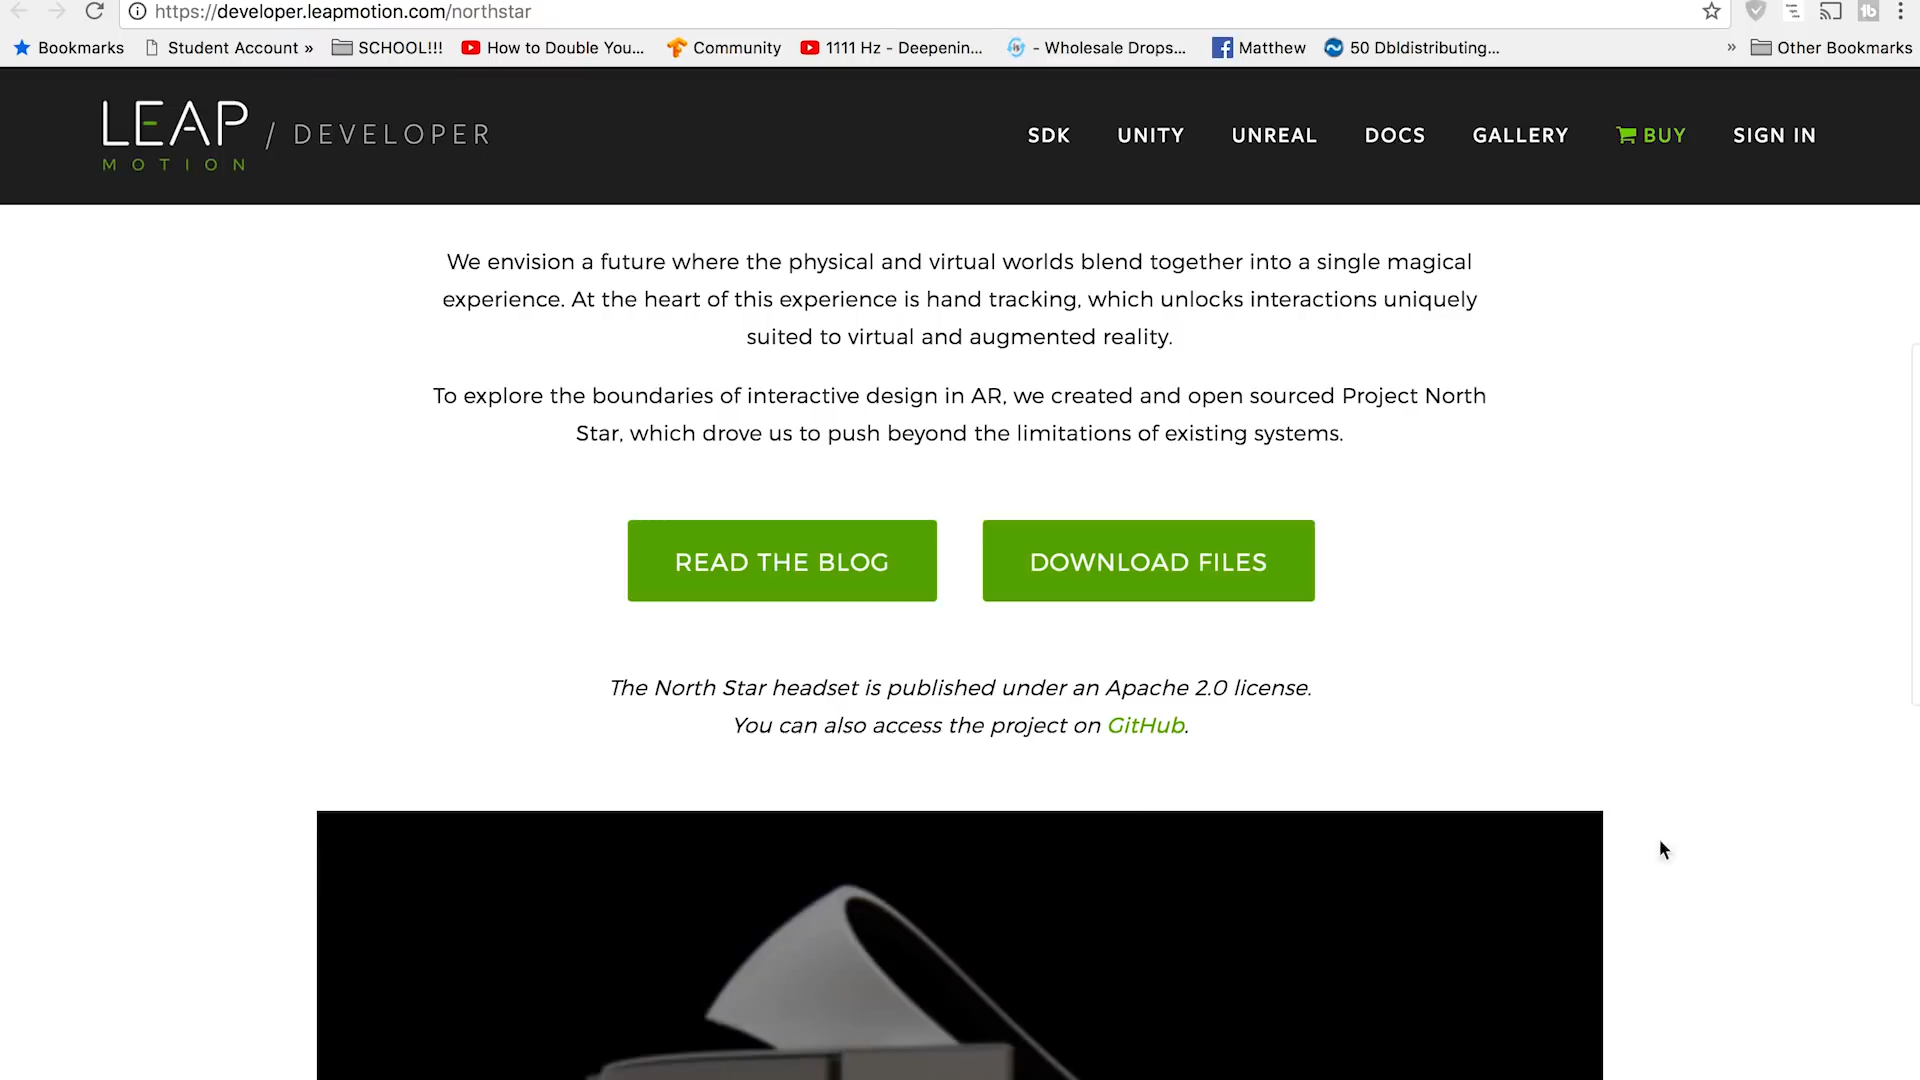 https://developer.leapmotion.com/northstar
Bookmarks Student Account » SCHOOL!!! How to Double You... Community 1111 Hz - Deepenin... - Wholesale Drops... Matthew 50 Dbldistributing... » Other Bookmarks
LEAP MOTION / DEVELOPER SDK UNITY UNREAL DOCS GALLERY BUY SIGN IN
We envision a future where the physical and virtual worlds blend together into a single magical
experience. At the heart of this experience is hand tracking, which unlocks interactions uniquely
suited to virtual and augmented reality.
To explore the boundaries of interactive design in AR, we created and open sourced Project North
Star, which drove us to push beyond the limitations of existing systems.
READ THE BLOG DOWNLOAD FILES
The North Star headset is published under an Apache 2.0 license.
You can also access the project on GitHub.